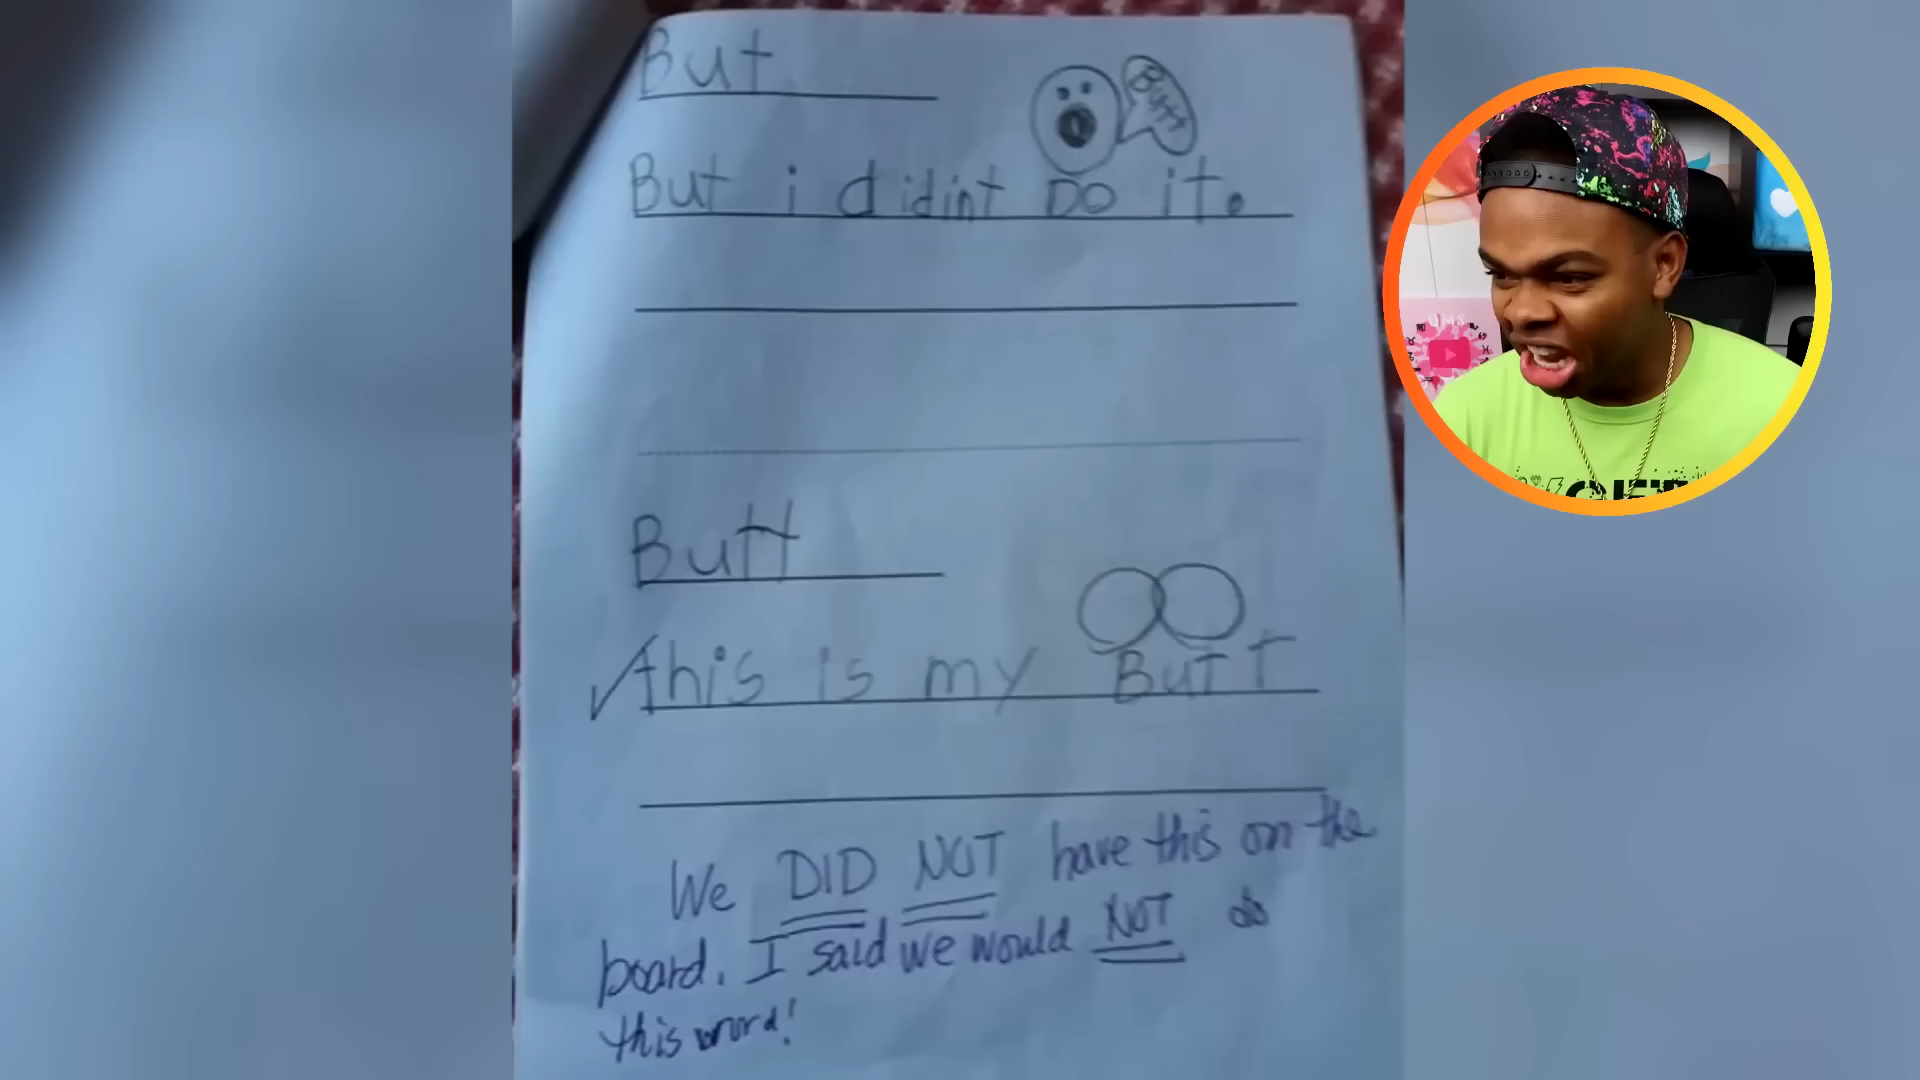 But
BUTT
But i didint DO it.
Butt
this is my BuTT
We DID NOT have this on the
board. I said we would NOT do
this word!